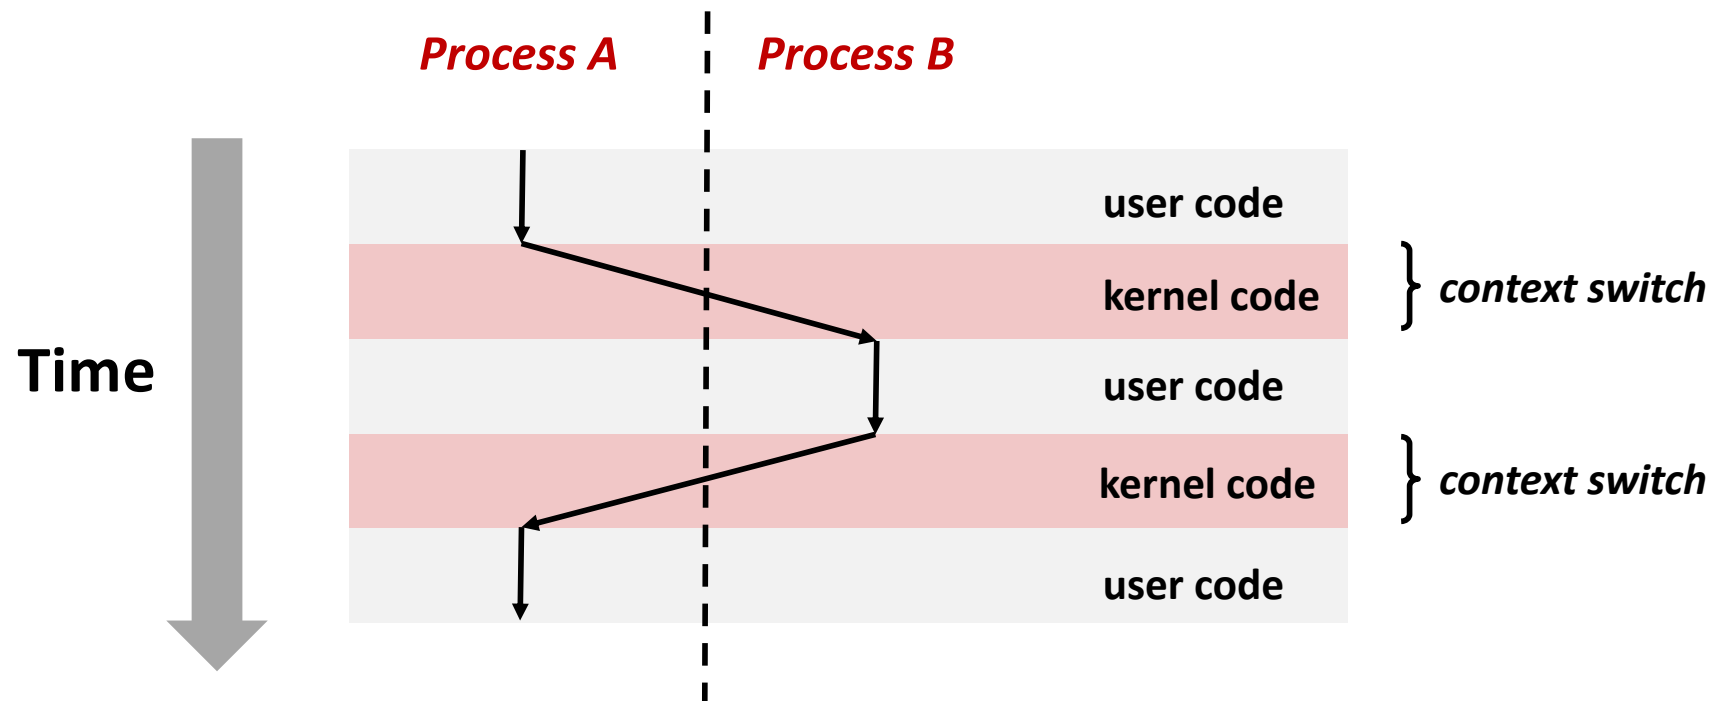 Process A
Process B
user code
kernel code
context switch
Time
user code
kernel code
context switch
user code